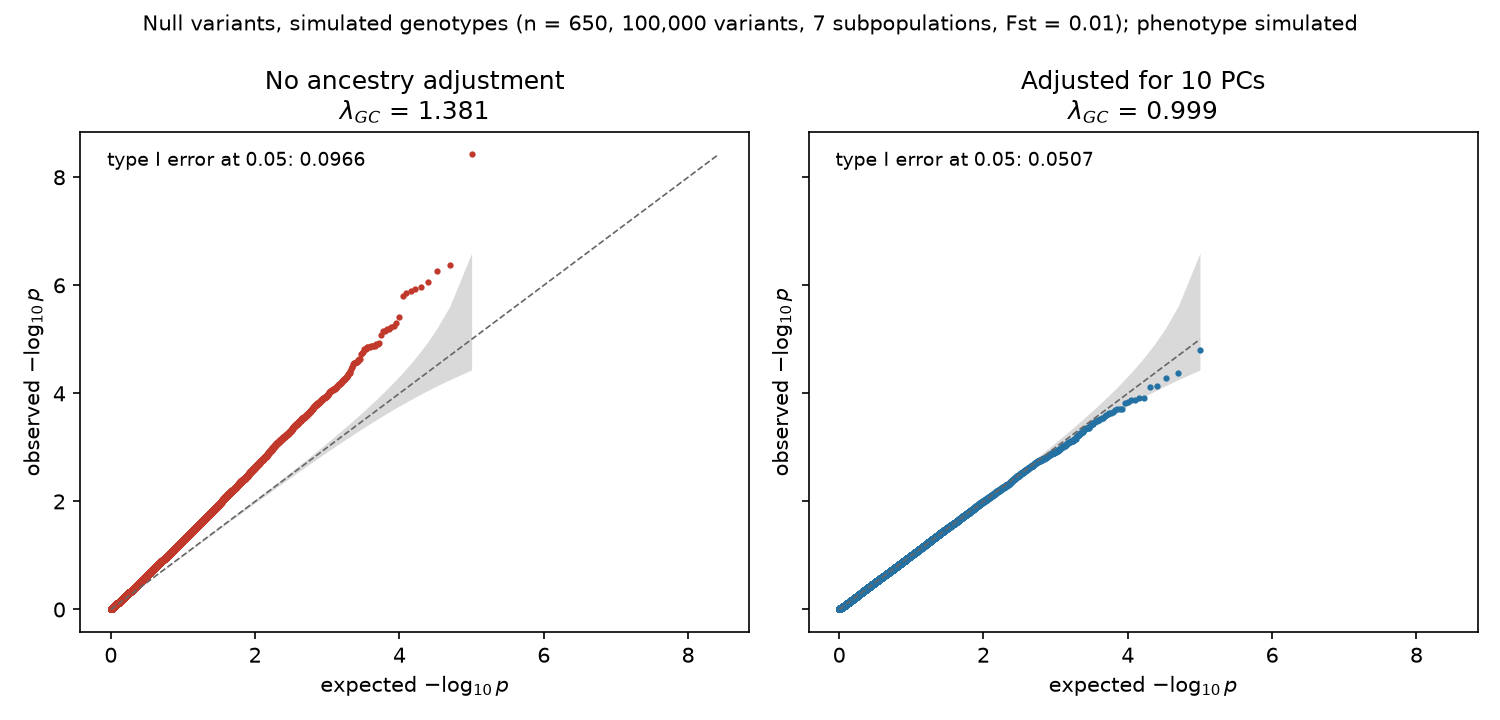 Null variants, simulated genotypes (n = 650, 100,000 variants, 7 subpopulations, Fst = 0.01); phenotype simulated
No ancestry adjustment
λGC = 1.381
type I error at 0.05: 0.0966
observed −log10 p
8
6
4
2
0
0 2 4 6 8
expected −log10 p
Adjusted for 10 PCs
λGC = 0.999
type I error at 0.05: 0.0507
observed −log10 p
0 2 4 6 8
expected −log10 p